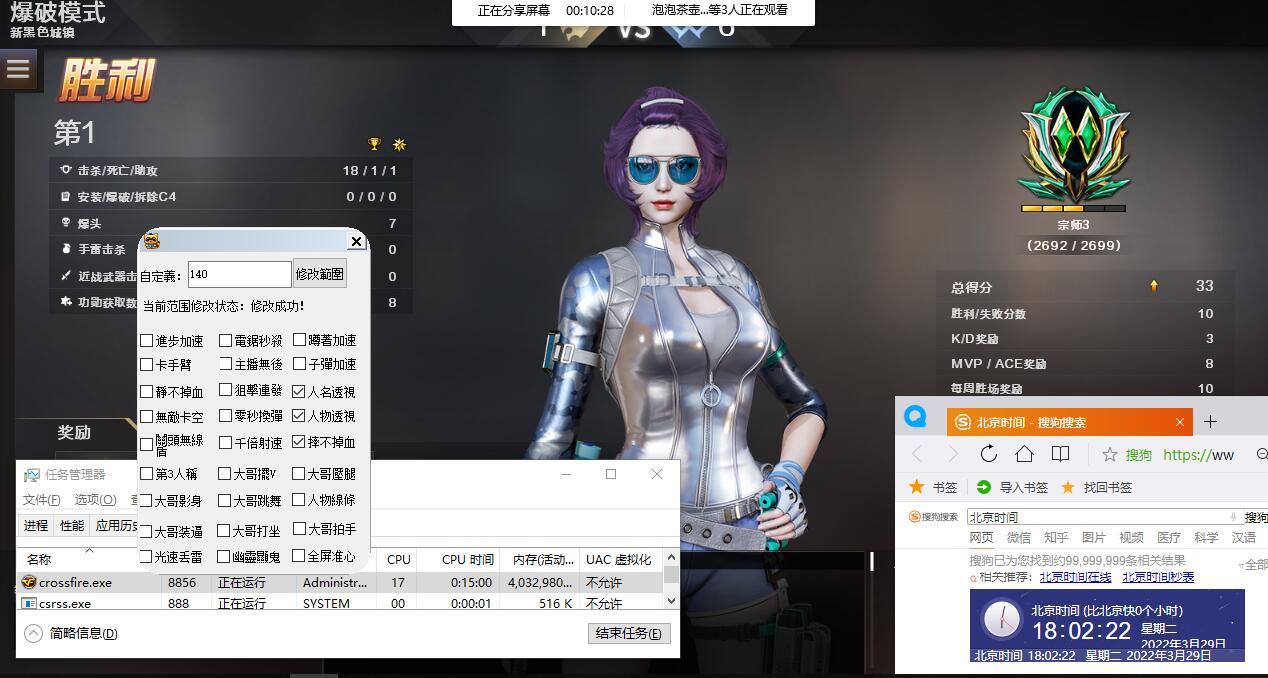 爆破模式
新黑色城镇
正在分享屏幕 00:10:28 泡泡茶壶...等3人正在观看
VS
胜利
第1
击杀/死亡/助攻 18 / 1 / 1
安装/爆破/拆除C4 0 / 0 / 0
爆头 7
手雷击杀 0
近战武器击 0
功勋获取数 8
奖励
宗师3
(2692 / 2699)
总得分 33
胜利/失败分数 10
K/D奖励 3
MVP / ACE奖励 8
每周胜场奖励 10
自定義: 140 修改範圍
当前范围修改状态：修改成功!
進步加速 電鋸秒殺 蹲著加速
卡手臂 主播無後 子彈加速
靜不掉血 狙擊連發 人名透視
無敵卡空 零秒換彈 人物透視
關頭無線盾 千倍射速 摔不掉血
第3人稱 大哥擺V 大哥壓腿
大哥影身 大哥跳舞 人物線條
大哥装逼 大哥打坐 大哥拍手
光速丢雷 幽靈顯鬼 全屏准心
任务管理器
文件(F) 选项(O) 查
进程 性能 应用历史
名称 CPU CPU 时间 内存(活动... UAC 虚拟化
crossfire.exe 8856 正在运行 Administr... 17 0:15:00 4,032,980... 不允许
csrss.exe 888 正在运行 SYSTEM 00 0:00:01 516 K 不允许
简略信息(D) 结束任务(E)
北京时间 - 搜狗搜索
搜狗 https://ww
书签 导入书签 找回书签
搜狗搜索 北京时间 搜狗
网页 微信 知乎 图片 视频 医疗 科学 汉语
搜狗已为您找到约99,999,999条相关结果 全部
相关推荐: 北京时间在线 北京时间秒表
北京时间 (比北京快0个小时)
18:02:22 星期二
2022年3月29日
北京时间 18:02:22 星期二 2022年3月29日